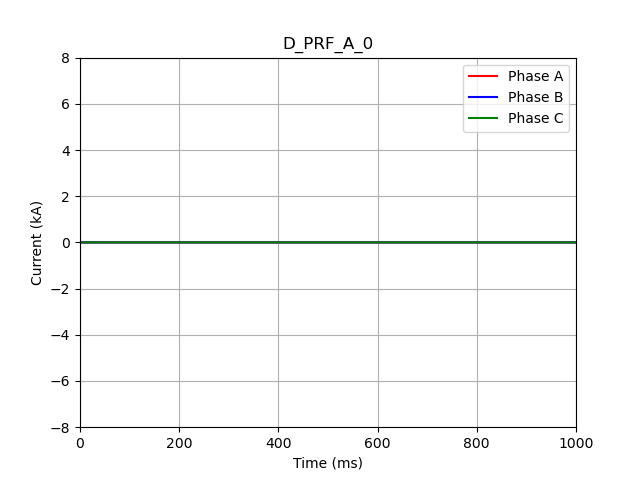 D_PRF_A_0
8
6
4
2
0
−2
−4
−6
−8
Current (kA)
Phase A
Phase B
Phase C
0 200 400 600 800 1000
Time (ms)